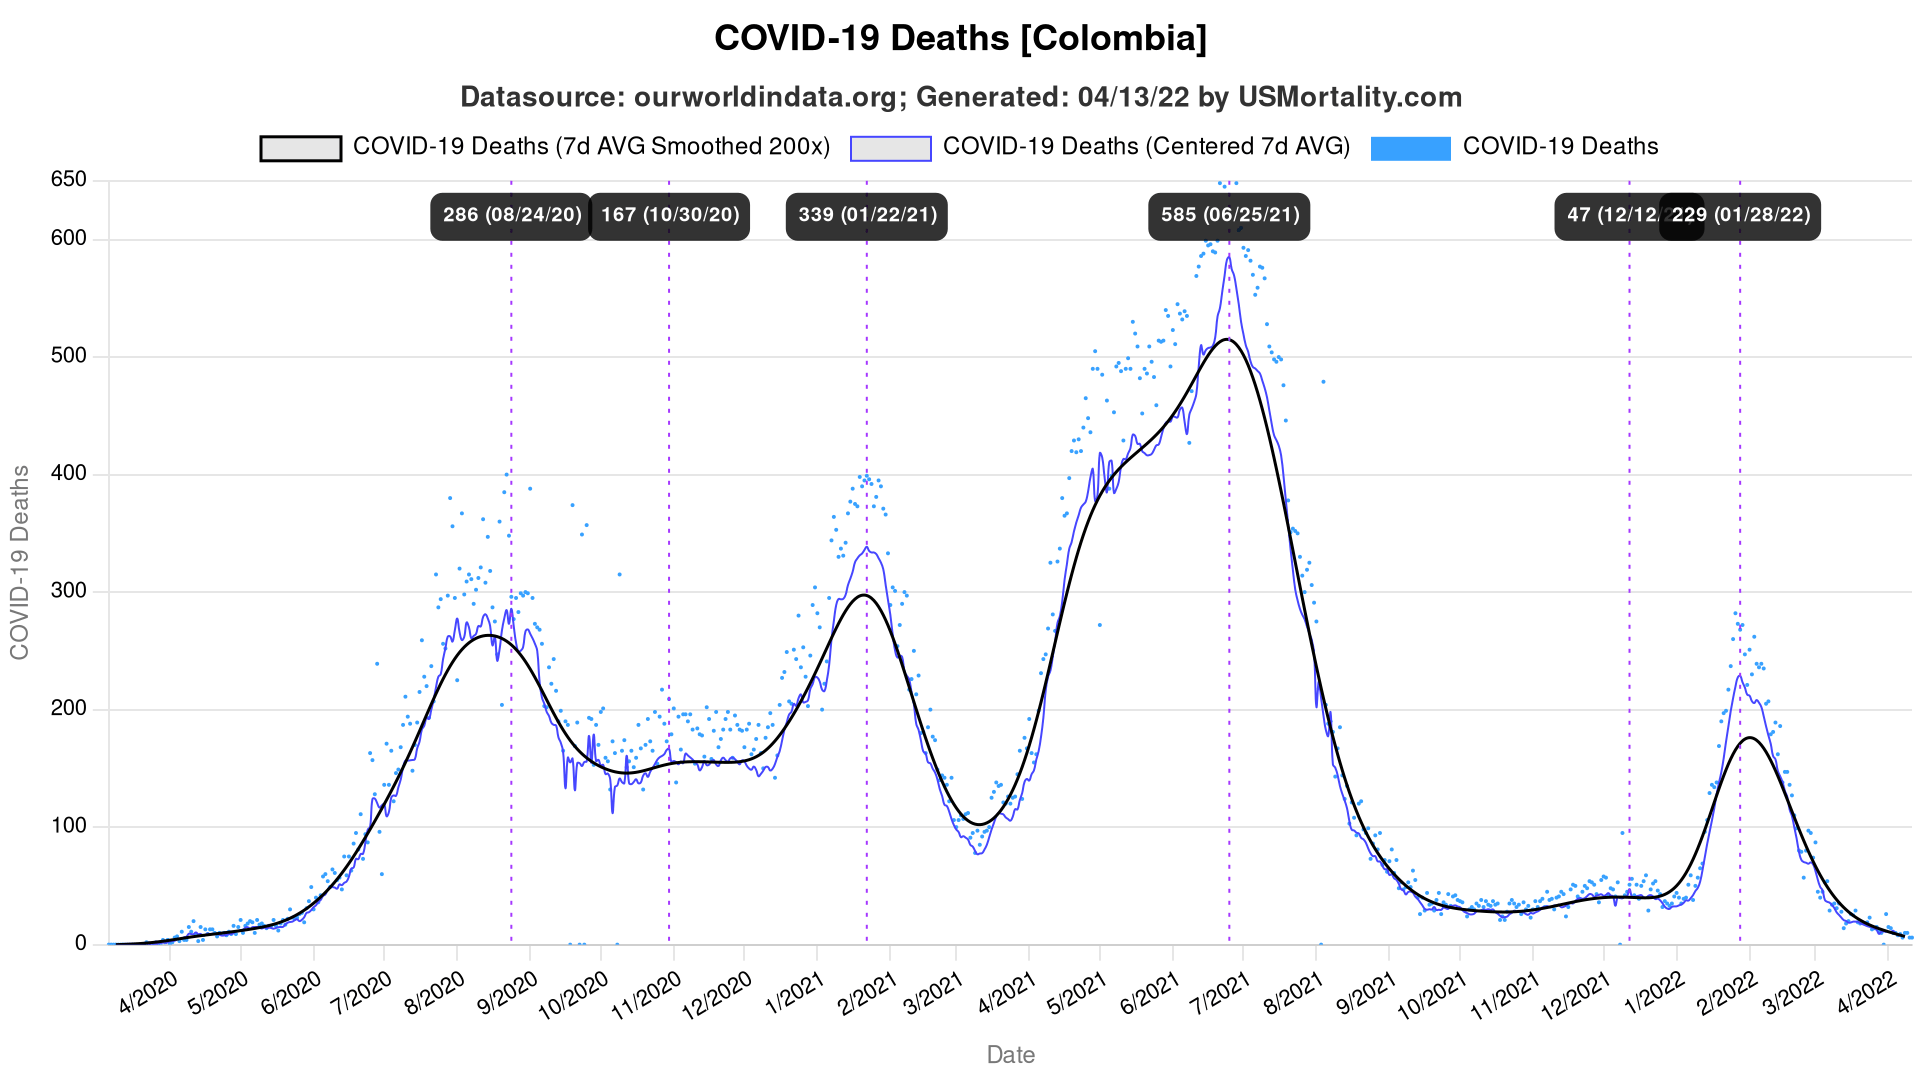 COVID-19 Deaths [Colombia]
Datasource: ourworldindata.org; Generated: 04/13/22 by USMortality.com
COVID-19 Deaths (7d AVG Smoothed 200x) COVID-19 Deaths (Centered 7d AVG) COVID-19 Deaths
286 (08/24/20) 167 (10/30/20) 339 (01/22/21) 585 (06/25/21) 47 (12/12/2 229 (01/28/22)
COVID-19 Deaths
650
600
500
400
300
200
100
0
4/2020 5/2020 6/2020 7/2020 8/2020 9/2020 10/2020 11/2020 12/2020 1/2021 2/2021 3/2021 4/2021 5/2021 6/2021 7/2021 8/2021 9/2021 10/2021 11/2021 12/2021 1/2022 2/2022 3/2022 4/2022
Date